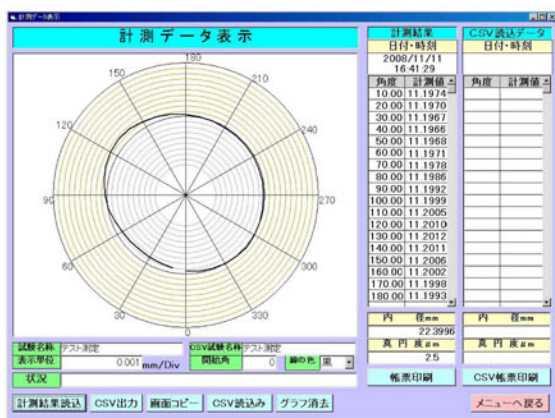 計測データ表示
計測データ表示
180
150
210
120
240
90
270
60
300
30
330
0
試験名称 テスト測定
CSV試験名称 テスト測定
表示単位 0.001 mm/Div
開始角 0
線の色 黒
状況
計測結果読込
CSV出力
画面コピー
CSV読込み
グラフ消去
計測結果
日付・時刻
2008/11/11
16:41:29
角度 計測値
10.00 11.1974
20.00 11.1970
30.00 11.1967
40.00 11.1966
50.00 11.1968
60.00 11.1971
70.00 11.1978
80.00 11.1986
90.00 11.1992
100.00 11.1999
110.00 11.2005
120.00 11.2010
130.00 11.2012
140.00 11.2011
150.00 11.2006
160.00 11.2002
170.00 11.1998
180.00 11.1993
内 径mm
22.3996
真円度μm
2.5
帳票印刷
CSV読込データ
日付・時刻
角度 計測値
内 径mm
真円度μm
CSV帳票印刷
メニューへ戻る